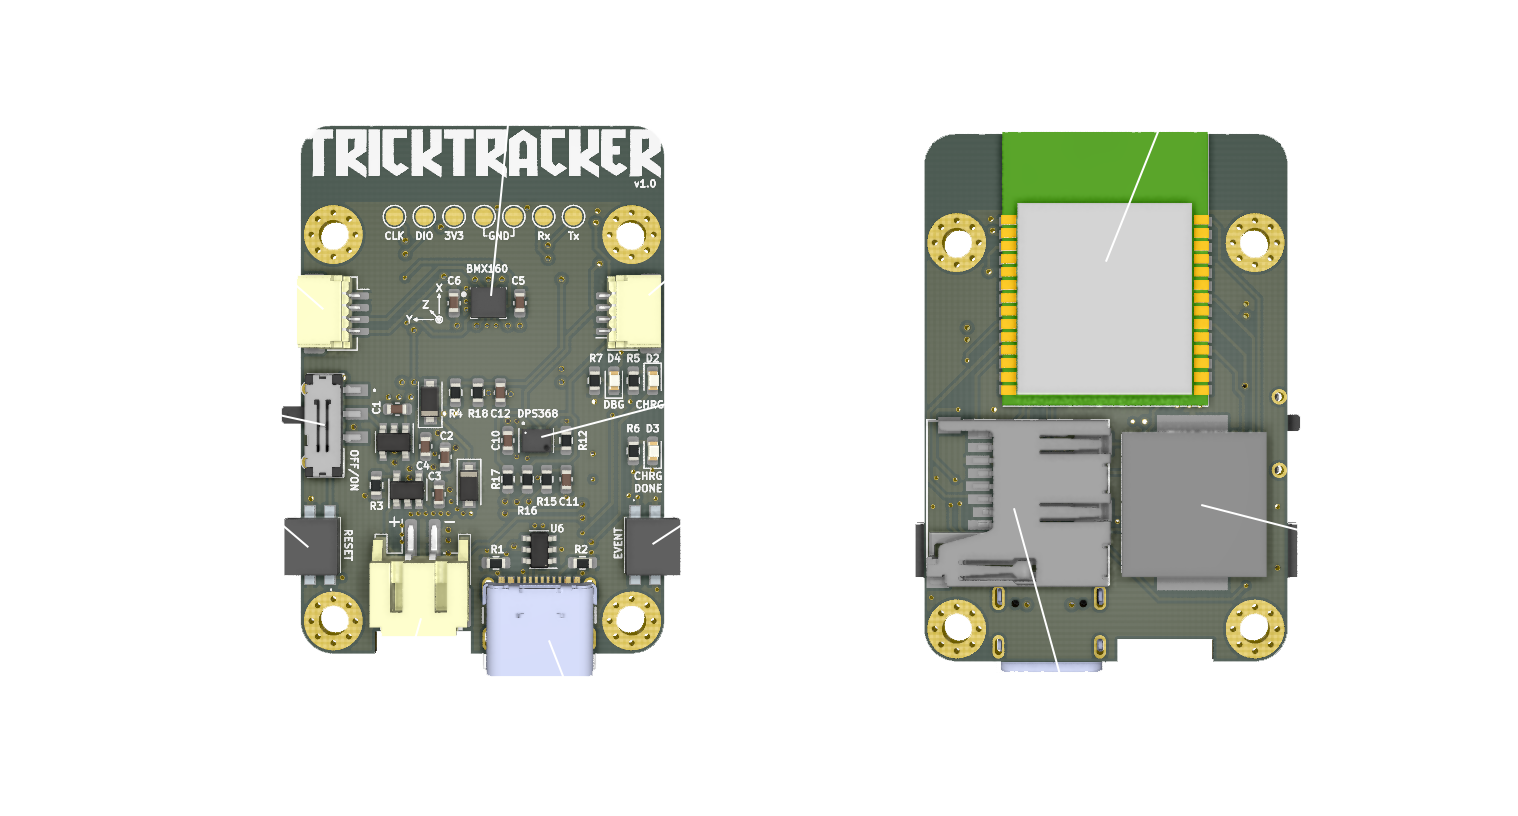 TRICKTRACKER
v1.0
CLK DIO 3V3 GND Rx Tx
BMX160
C6 C5
X
Z
Y
R7 D4 R5 D2
DBG CHRG
C1 R4 R18 C12 DPS368
C2 C10 R12 R6 D3
C4
OFF/ON
C3 R17 CHRG
DONE
R3 R15 C11
R16
+ −
U6
RESET R1 R2 EVENT